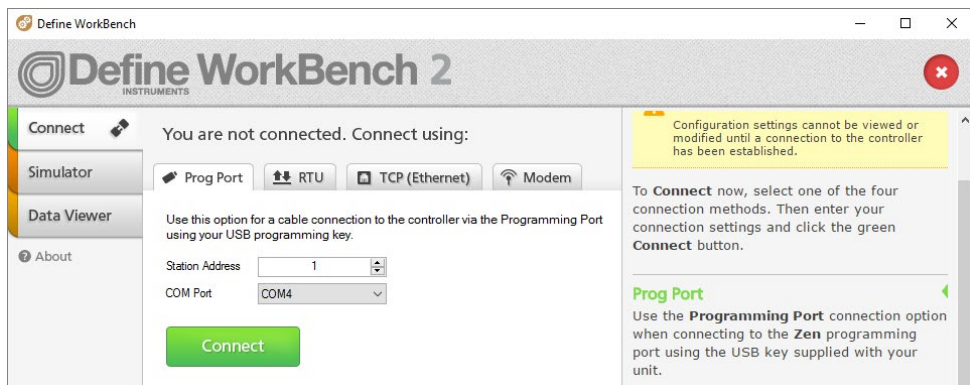 Define WorkBench
Define WorkBench 2
INSTRUMENTS
Connect
Simulator
Data Viewer
About
You are not connected. Connect using:
Prog Port
RTU
TCP (Ethernet)
Modem
Use this option for a cable connection to the controller via the Programming Port
using your USB programming key.
Station Address 1
COM Port COM4
Connect
Configuration settings cannot be viewed or
modified until a connection to the controller
has been established.
To Connect now, select one of the four
connection methods. Then enter your
connection settings and click the green
Connect button.
Prog Port
Use the Programming Port connection option
when connecting to the Zen programming
port using the USB key supplied with your
unit.